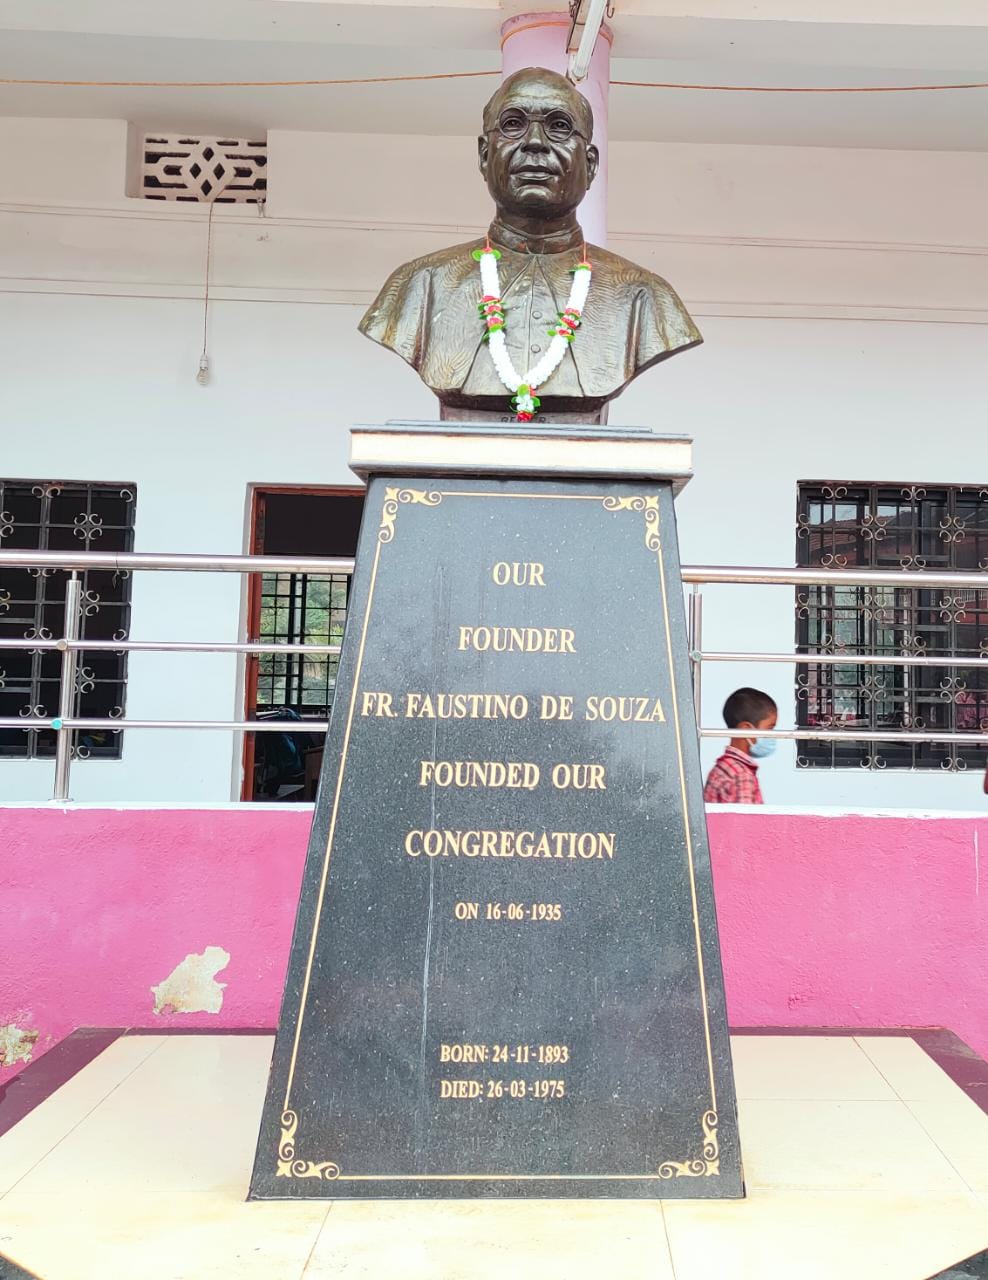 OUR
FOUNDER
FR. FAUSTINO DE SOUZA
FOUNDED OUR
CONGREGATION
ON 16-06-1935
BORN: 24-11-1893
DIED: 26-03-1975